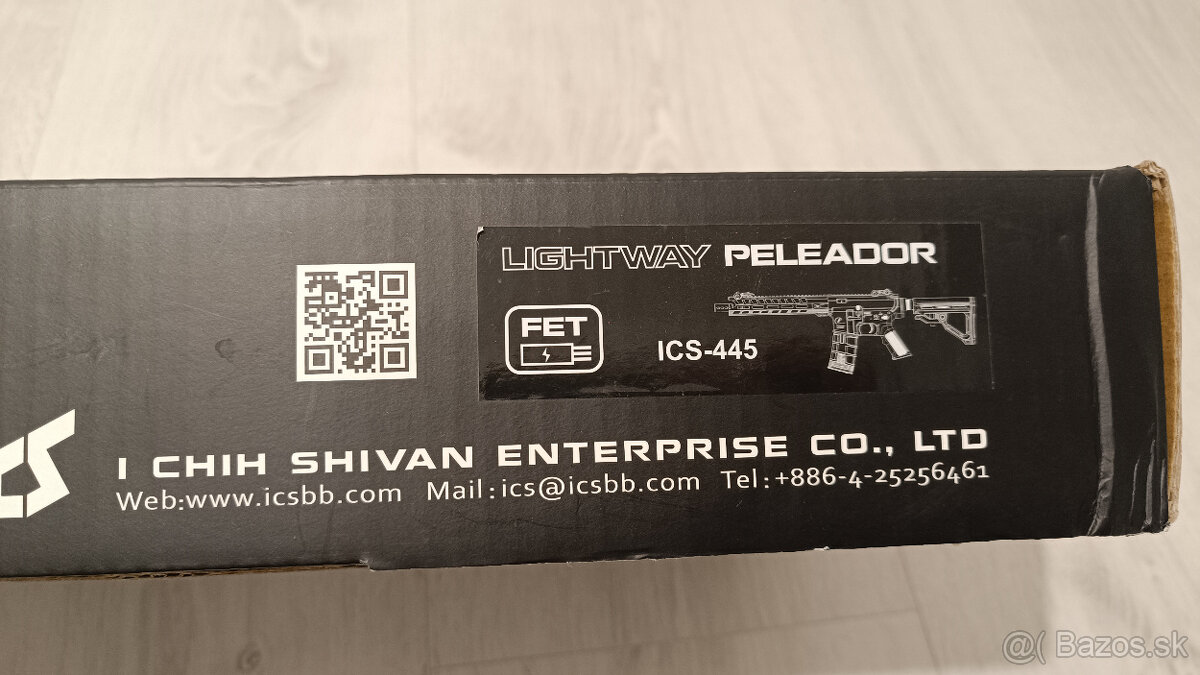 LIGHTWAY PELEADOR
FET
ICS-445
CS
I CHIH SHIVAN ENTERPRISE CO., LTD
Web:www.icsbb.com Mail:ics@icsbb.com Tel:+886-4-25256461
@( Bazos.sk